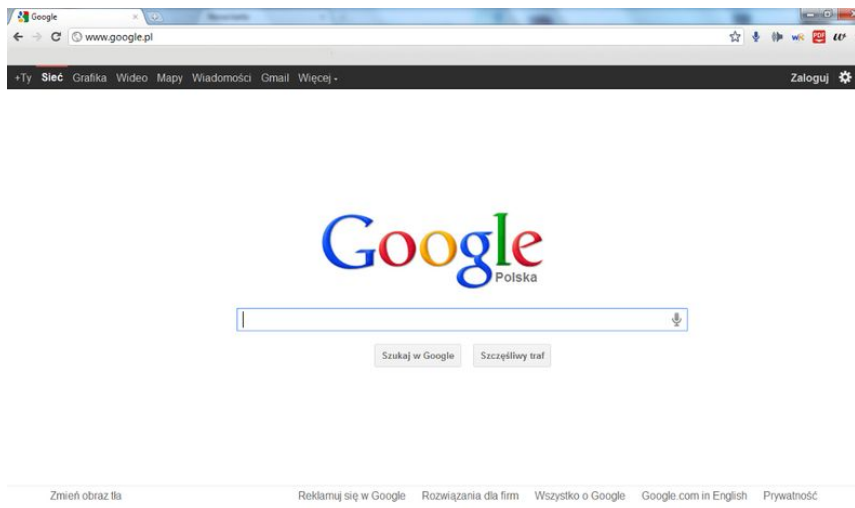 Google
www.google.pl
+Ty Sieć Grafika Wideo Mapy Wiadomości Gmail Więcej Zaloguj
Google
Polska
Szukaj w Google Szczęśliwy traf
Zmień obraz tła Reklamuj się w Google Rozwiązania dla firm Wszystko o Google Google.com in English Prywatność